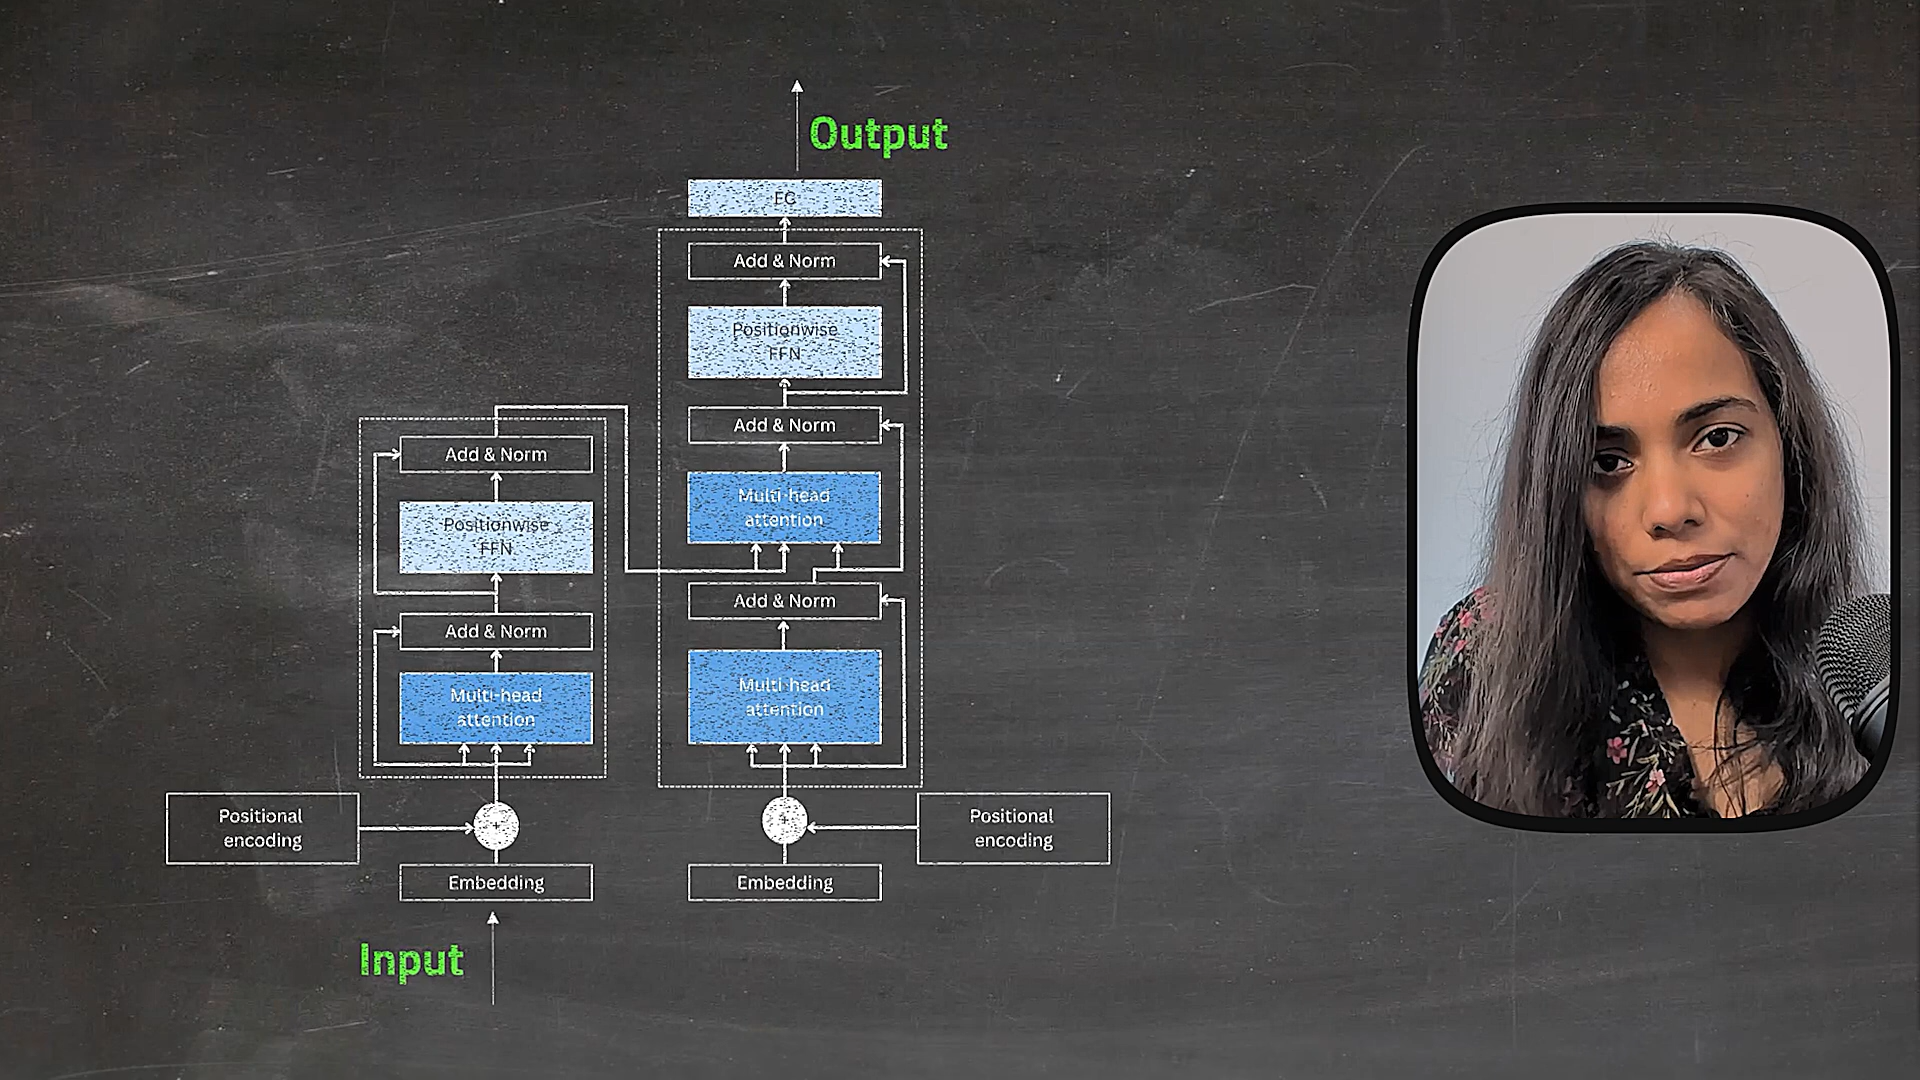 Output
FC
Add & Norm
Positionwise
FFN
Add & Norm
Multi-head
attention
Add & Norm
Multi-head
attention
Add & Norm
Positionwise
FFN
Add & Norm
Multi-head
attention
Positional
encoding
+
+
Positional
encoding
Embedding
Embedding
Input